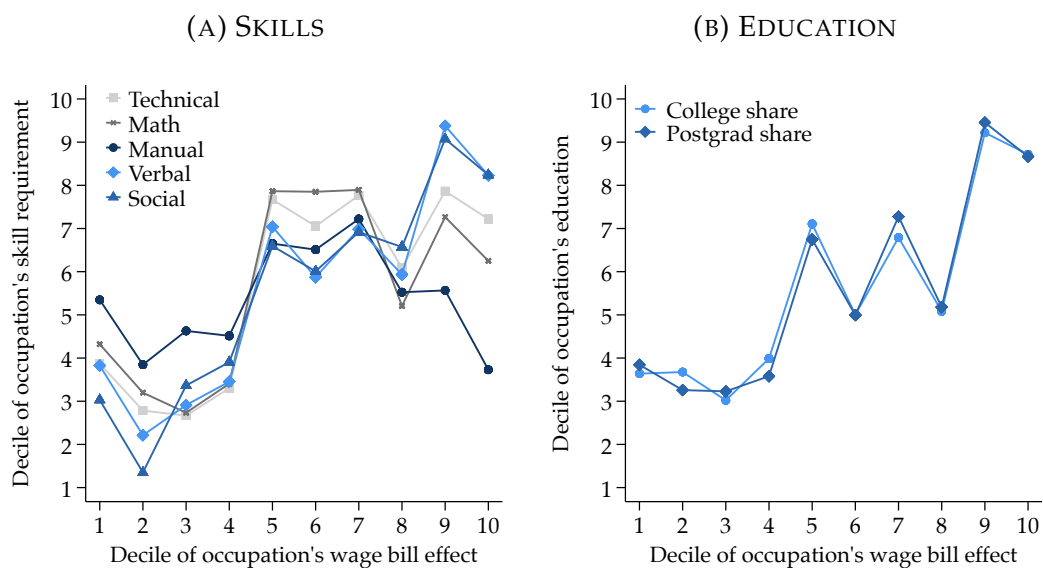 (A) SKILLS
Decile of occupation's skill requirement
10
9
8
7
6
5
4
3
2
1
Technical
Math
Manual
Verbal
Social
1 2 3 4 5 6 7 8 9 10
Decile of occupation's wage bill effect
(B) EDUCATION
Decile of occupation's education
10
9
8
7
6
5
4
3
2
1
College share
Postgrad share
1 2 3 4 5 6 7 8 9 10
Decile of occupation's wage bill effect